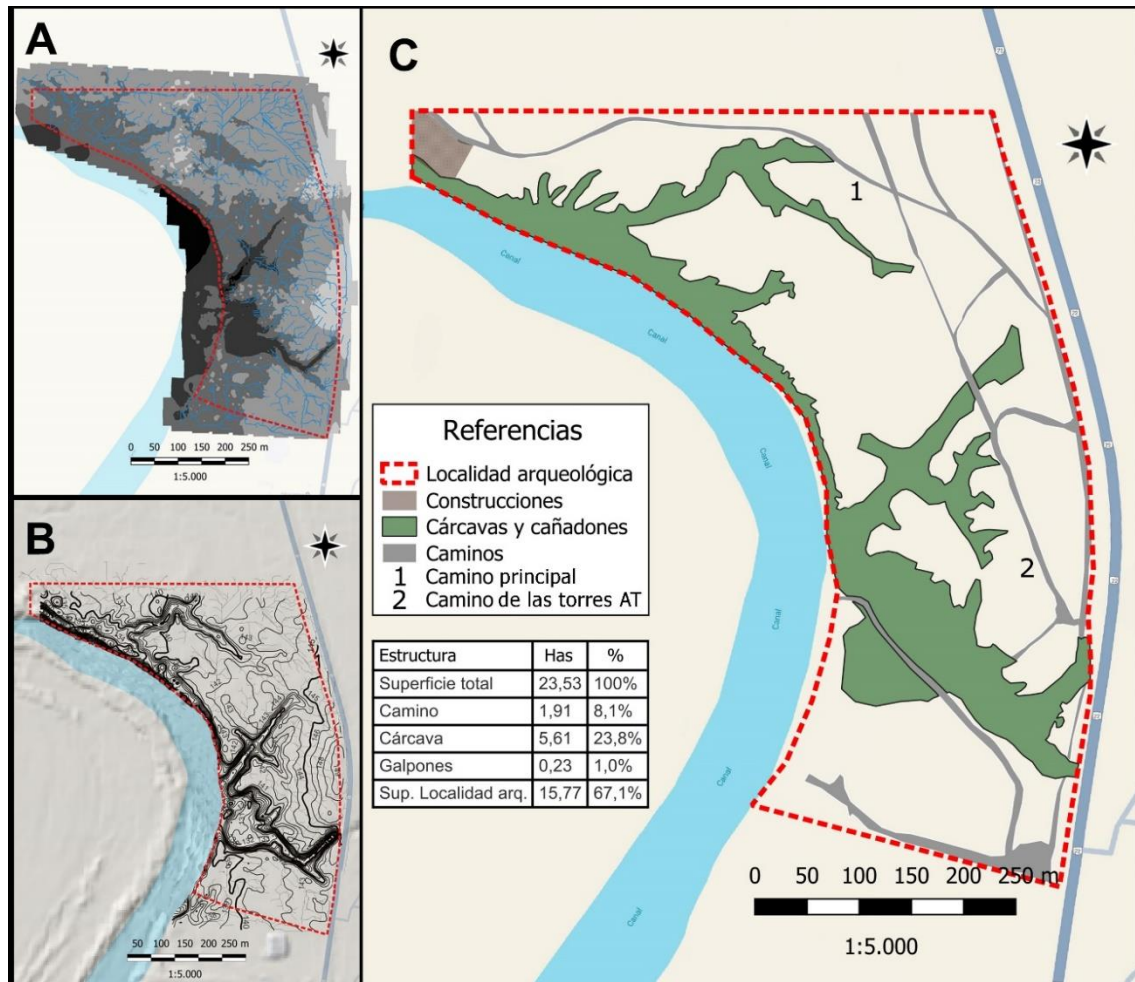 A
0 50 100 150 200 250 m
1:5.000
B
50 100 150 200 250 m
1:5.000
C
1
2
Canal
Canal
Canal
Canal
Canal
Referencias
Localidad arqueológica
Construcciones
Cárcavas y cañadones
Caminos
1 Camino principal
2 Camino de las torres AT
Estructura Has %
Superficie total 23,53 100%
Camino 1,91 8,1%
Cárcava 5,61 23,8%
Galpones 0,23 1,0%
Sup. Localidad arq. 15,77 67,1%
0 50 100 150 200 250 m
1:5.000